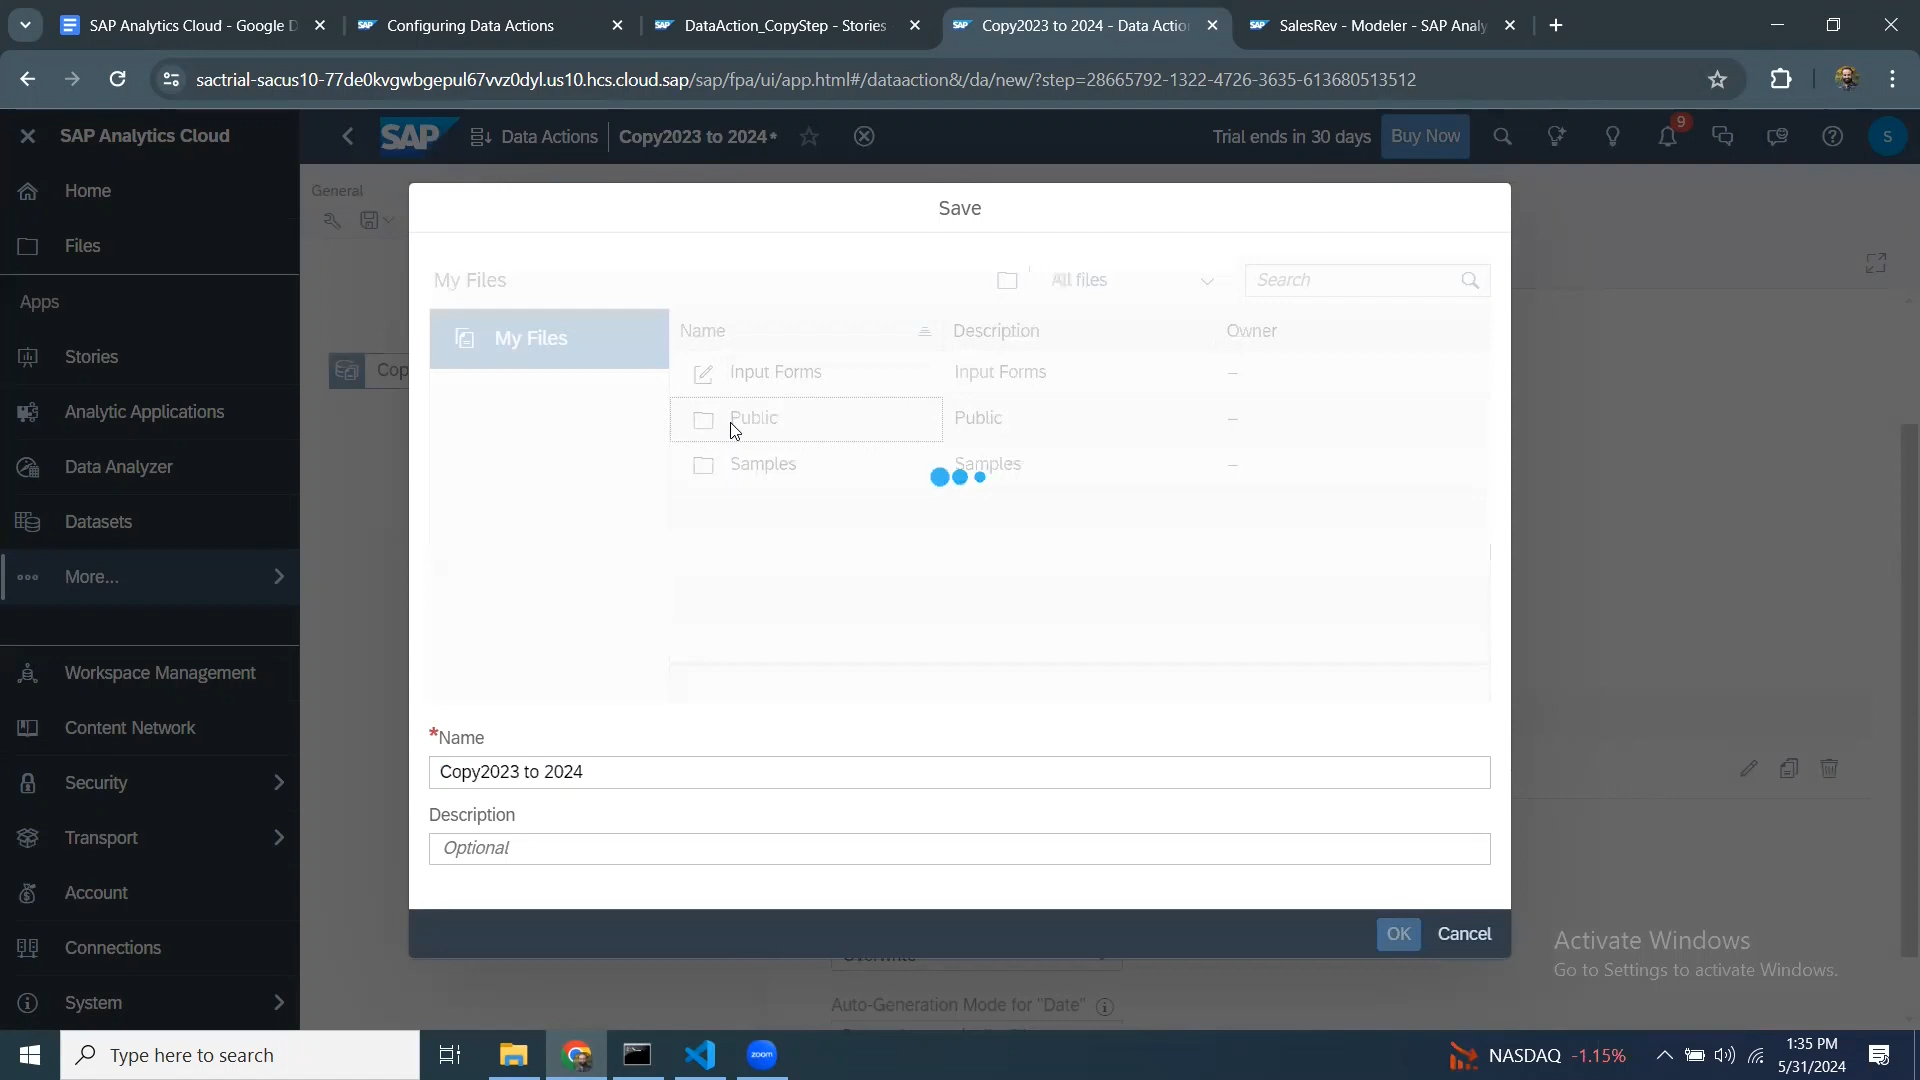 SAP Analytics Cloud - Google D
Configuring Data Actions
DataAction_CopyStep - Stories
Copy2023 to 2024 - Data Actio
SalesRev - Modeler - SAP Analy
sactrial-sacus10-77de0kvgwbgepul67vvz0dyl.us10.hcs.cloud.sap/sap/fpa/ui/app.html#/dataaction&/da/new/?step=28665792-1322-4726-3635-613680513512
SAP Analytics Cloud
SAP
Data Actions
Copy2023 to 2024*
Trial ends in 30 days
Buy Now
9
S
Home
Files
Apps
Stories
Analytic Applications
Data Analyzer
Datasets
More...
Workspace Management
Content Network
Security
Transport
Account
Connections
System
General
Cop
Save
My Files
All files
Search
My Files
Name
Description
Owner
Input Forms
Input Forms
–
Public
Public
–
Samples
Samples
–
*Name
Copy2023 to 2024
Description
Optional
OK
Cancel
Overwrite
Auto-Generation Mode for "Date"
Activate Windows
Go to Settings to activate Windows.
Type here to search
zoom
NASDAQ -1.15%
1:35 PM
5/31/2024